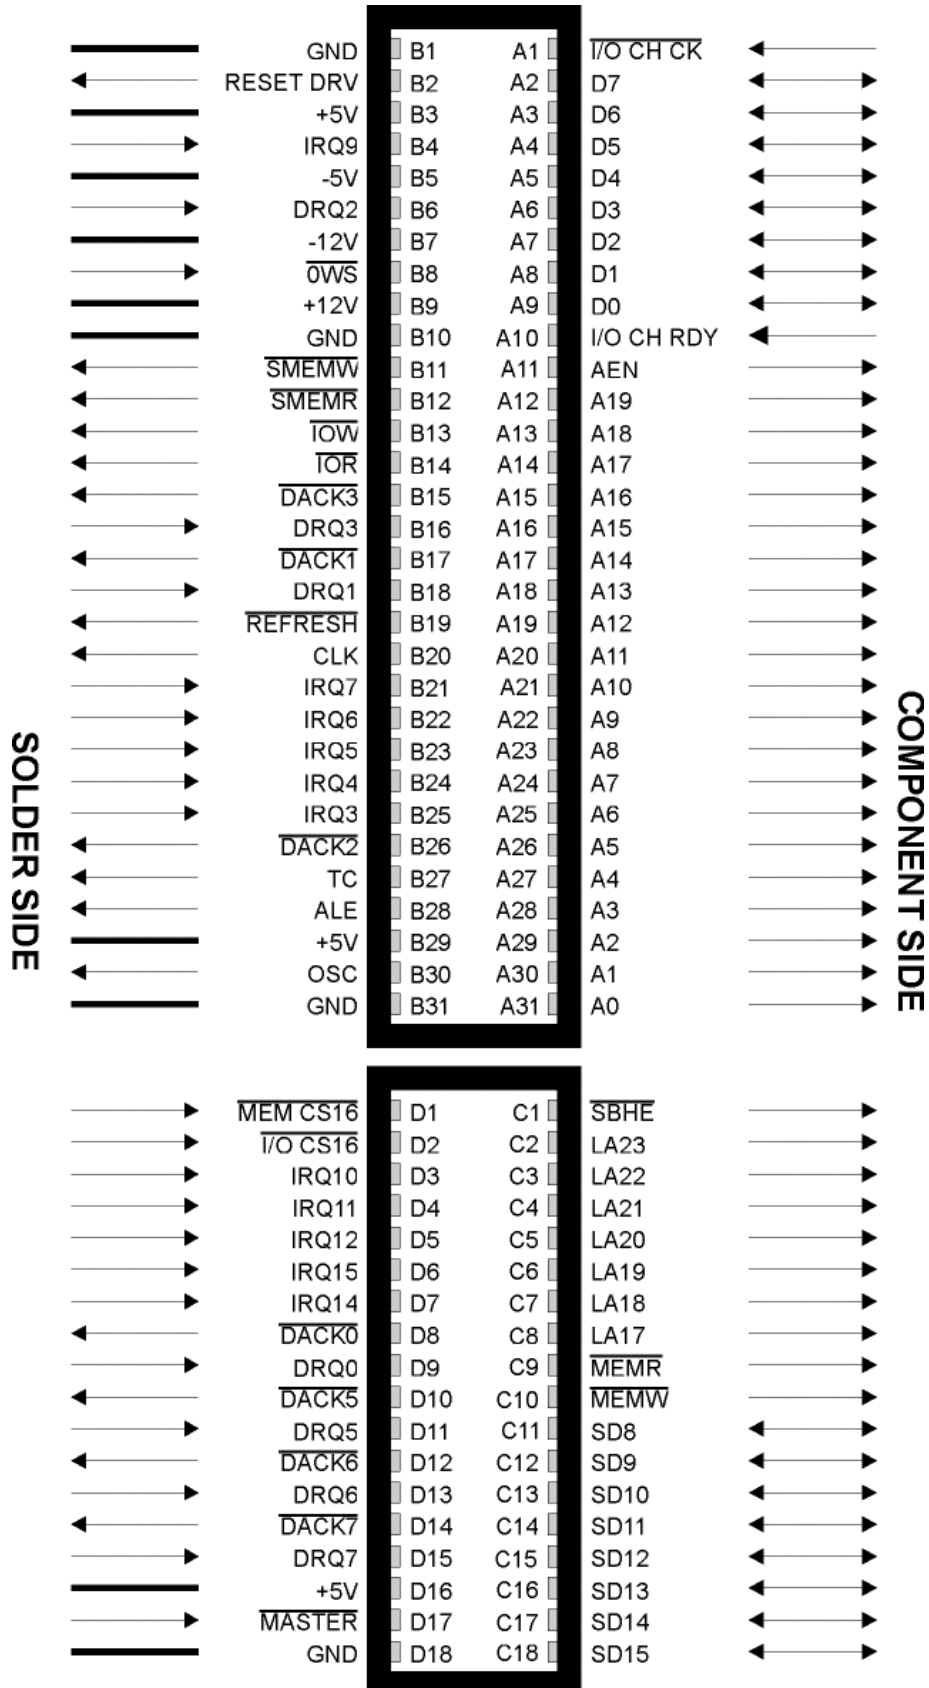 GND B1 A1 I/O CH CK
RESET DRV B2 A2 D7
+5V B3 A3 D6
IRQ9 B4 A4 D5
-5V B5 A5 D4
DRQ2 B6 A6 D3
-12V B7 A7 D2
0WS B8 A8 D1
+12V B9 A9 D0
GND B10 A10 I/O CH RDY
SMEMW B11 A11 AEN
SMEMR B12 A12 A19
IOW B13 A13 A18
IOR B14 A14 A17
DACK3 B15 A15 A16
DRQ3 B16 A16 A15
DACK1 B17 A17 A14
DRQ1 B18 A18 A13
REFRESH B19 A19 A12
CLK B20 A20 A11
IRQ7 B21 A21 A10
IRQ6 B22 A22 A9
IRQ5 B23 A23 A8
IRQ4 B24 A24 A7
IRQ3 B25 A25 A6
DACK2 B26 A26 A5
TC B27 A27 A4
ALE B28 A28 A3
+5V B29 A29 A2
OSC B30 A30 A1
GND B31 A31 A0
SOLDER SIDE
COMPONENT SIDE
MEM CS16 D1 C1 SBHE
I/O CS16 D2 C2 LA23
IRQ10 D3 C3 LA22
IRQ11 D4 C4 LA21
IRQ12 D5 C5 LA20
IRQ15 D6 C6 LA19
IRQ14 D7 C7 LA18
DACK0 D8 C8 LA17
DRQ0 D9 C9 MEMR
DACK5 D10 C10 MEMW
DRQ5 D11 C11 SD8
DACK6 D12 C12 SD9
DRQ6 D13 C13 SD10
DACK7 D14 C14 SD11
DRQ7 D15 C15 SD12
+5V D16 C16 SD13
MASTER D17 C17 SD14
GND D18 C18 SD15